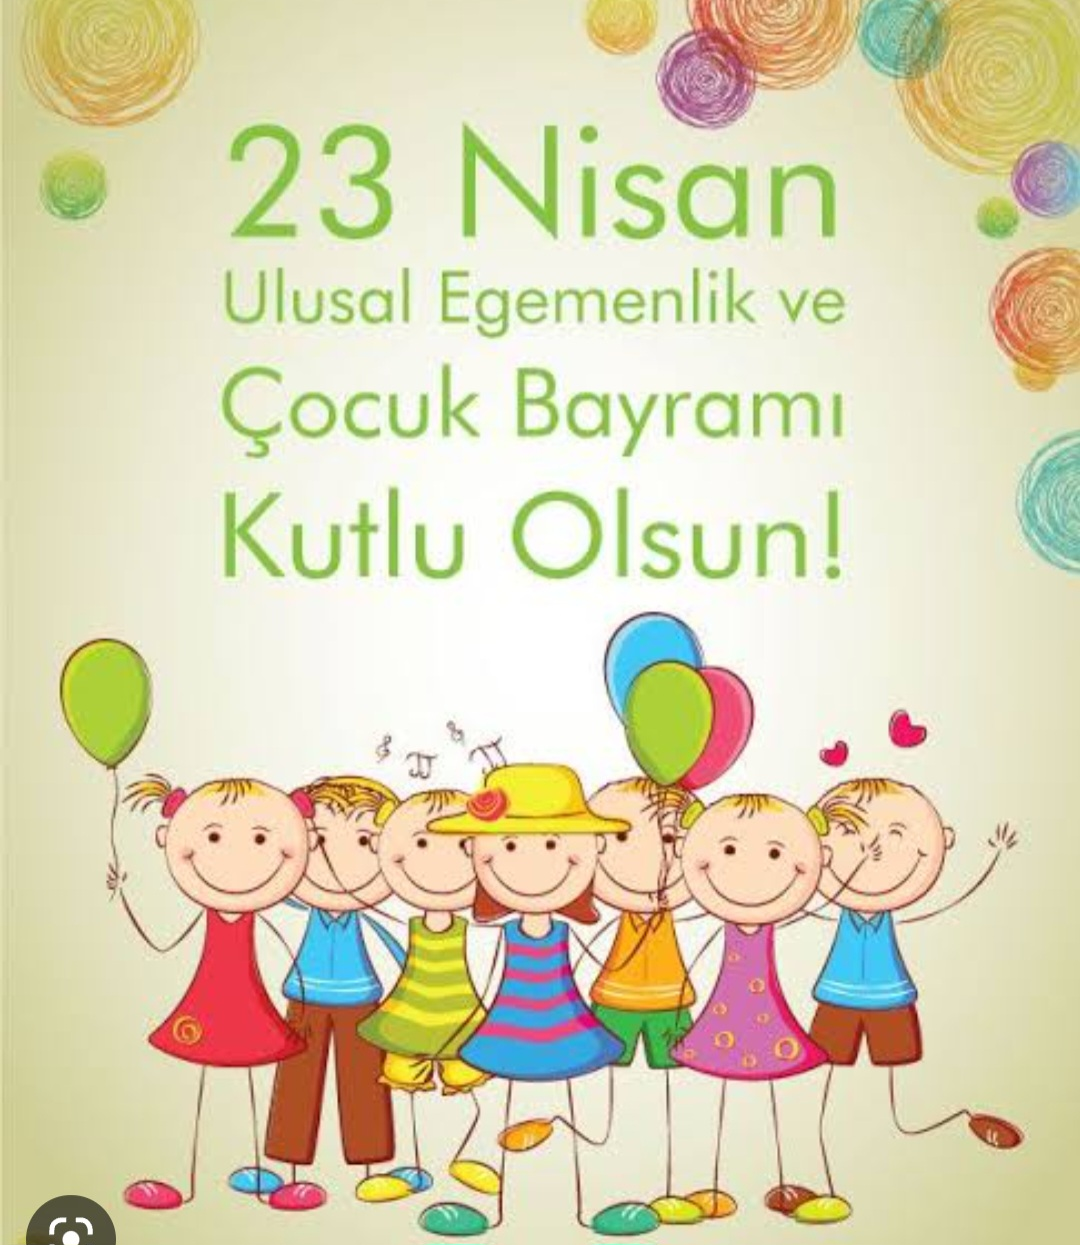 23 Nisan
Ulusal Egemenlik ve
Çocuk Bayramı
Kutlu Olsun!